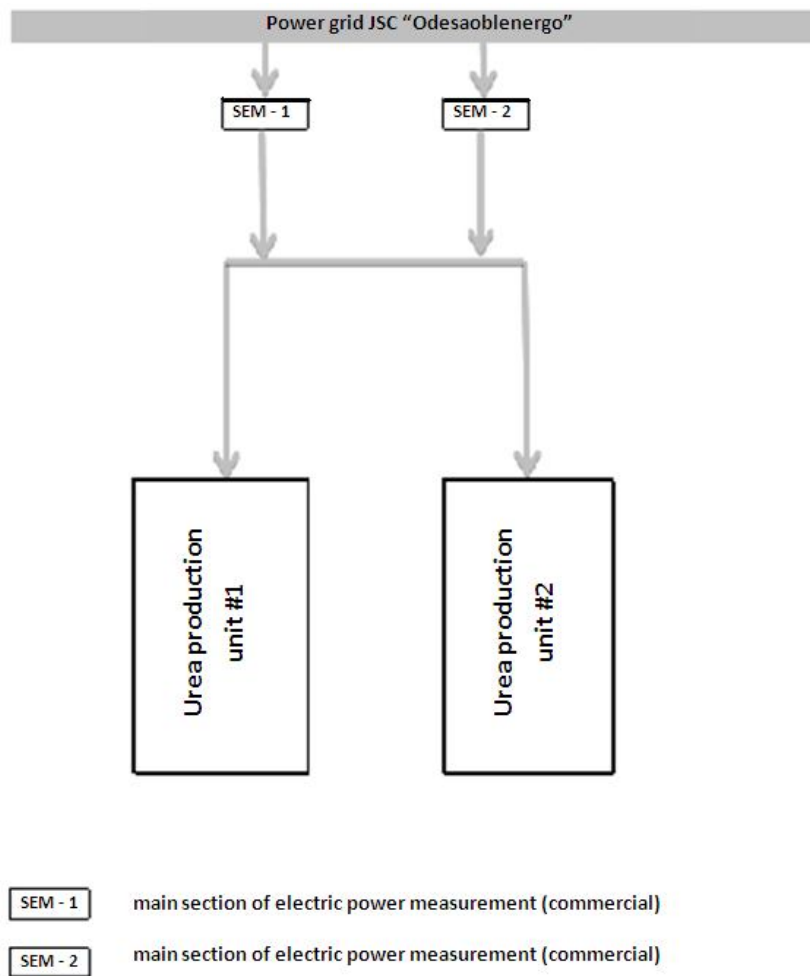 Power grid JSC “Odesaoblenergo”
SEM - 1
SEM - 2
Urea production
unit #1
Urea production
unit #2
SEM - 1 main section of electric power measurement (commercial)
SEM - 2 main section of electric power measurement (commercial)